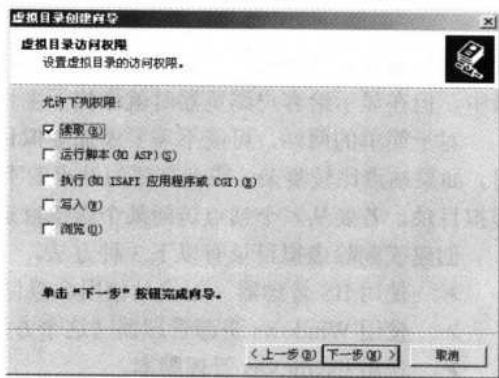 虚拟目录创建向导
虚拟目录访问权限
设置虚拟目录的访问权限。
允许下列权限:
读取(R)
运行脚本(如 ASP)(S)
执行(如 ISAPI 应用程序或 CGI)(E)
写入(W)
浏览(O)
单击“下一步”按钮完成向导。
<上一步(B) 下一步(N)> 取消